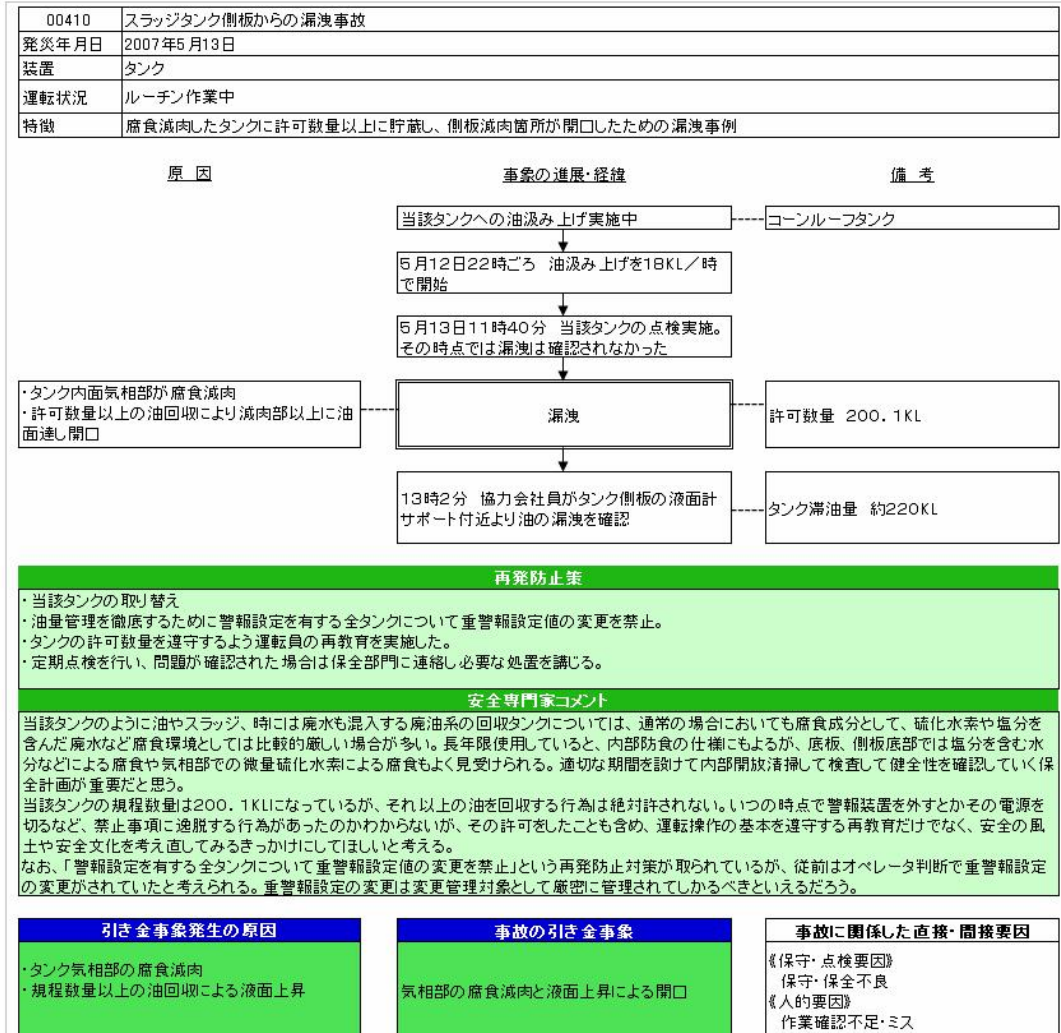 00410 スラッジタンク側板からの漏洩事故
発災年月日 2007年5月13日
装置 タンク
運転状況 ルーチン作業中
特徴 腐食減肉したタンクに許可数量以上に貯蔵し、側板減肉箇所が開口したための漏洩事例
原 因
事象の進展・経緯
備 考
当該タンクへの油汲み上げ実施中
コーンルーフタンク
5月12日22時ごろ 油汲み上げを18KL/時
で開始
5月13日11時40分 当該タンクの点検実施。
その時点では漏洩は確認されなかった
・タンク内面気相部が腐食減肉
・許可数量以上の油回収により減肉部以上に油
面達し開口
漏洩
許可数量 200.1KL
13時2分 協力会社員がタンク側板の液面計
サポート付近より油の漏洩を確認
タンク滞油量 約220KL
再発防止策
・当該タンクの取り替え
・油量管理を徹底するために警報設定を有する全タンクについて重警報設定値の変更を禁止。
・タンクの許可数量を遵守するよう運転員の再教育を実施した。
・定期点検を行い、問題が確認された場合は保全部門に連絡し必要な処置を講じる。
安全専門家コメント
当該タンクのように油やスラッジ、時には廃水も混入する廃油系の回収タンクについては、通常の場合においても腐食成分として、硫化水素や塩分を
含んだ廃水など腐食環境としては比較的厳しい場合が多い。長年限使用していると、内部防食の仕様にもよるが、底板、側板底部では塩分を含む水
分などによる腐食や気相部での微量硫化水素による腐食もよく見受けられる。適切な期間を設けて内部開放清掃して検査して健全性を確認していく保
全計画が重要だと思う。
当該タンクの規程数量は200.1KLになっているが、それ以上の油を回収する行為は絶対許されない。いつの時点で警報装置を外すとかその電源を
切るなど、禁止事項に逸脱する行為があったのかわからないが、その許可をしたことも含め、運転操作の基本を遵守する再教育だけでなく、安全の風
土や安全文化を考え直してみるきっかけにしてほしいと考える。
なお、「警報設定を有する全タンクについて重警報設定値の変更を禁止」という再発防止対策が取られているが、従前はオペレータ判断で重警報設定
の変更がされていたと考えられる。重警報設定の変更は変更管理対象として厳密に管理されてしかるべきといえるだろう。
引き金事象発生の原因
・タンク気相部の腐食減肉
・規程数量以上の油回収による液面上昇
事故の引き金事象
気相部の腐食減肉と液面上昇による開口
事故に関係した直接・間接要因
《保守・点検要因》
保守・保全不良
《人的要因》
作業確認不足・ミス